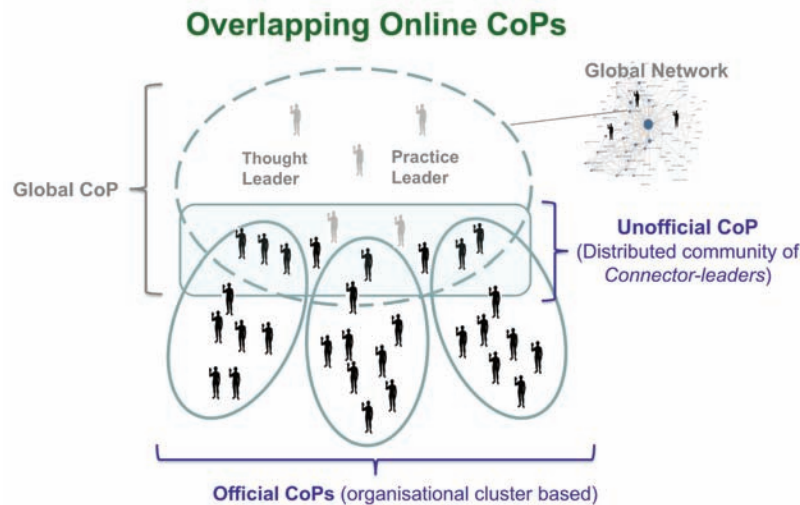 Overlapping Online CoPs
Global Network
Thought
Leader
Practice
Leader
Global CoP
Unofficial CoP
(Distributed community of
Connector-leaders)
Official CoPs (organisational cluster based)